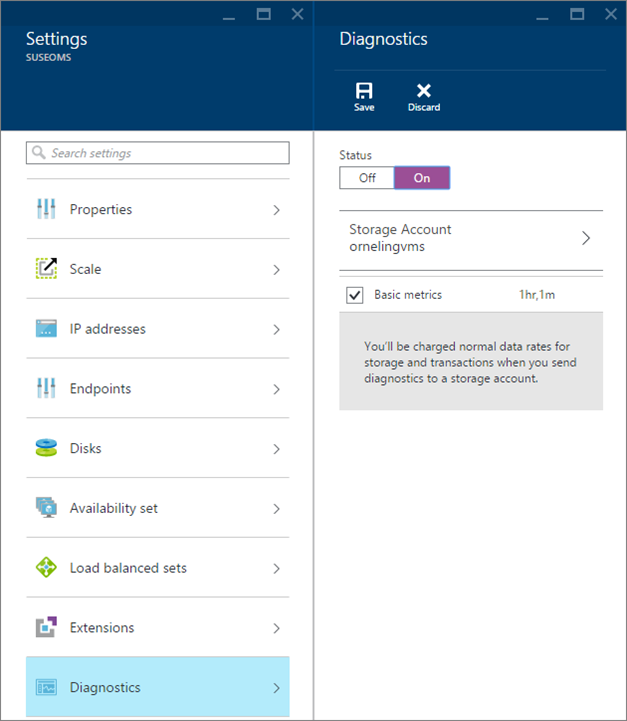 Settings
SUSEOMS
Search settings
Properties
Scale
IP addresses
Endpoints
Disks
Availability set
Load balanced sets
Extensions
Diagnostics
Diagnostics
Save
Discard
Status
Off
On
Storage Account
ornelingvms
Basic metrics
1hr,1m
You'll be charged normal data rates for
storage and transactions when you send
diagnostics to a storage account.